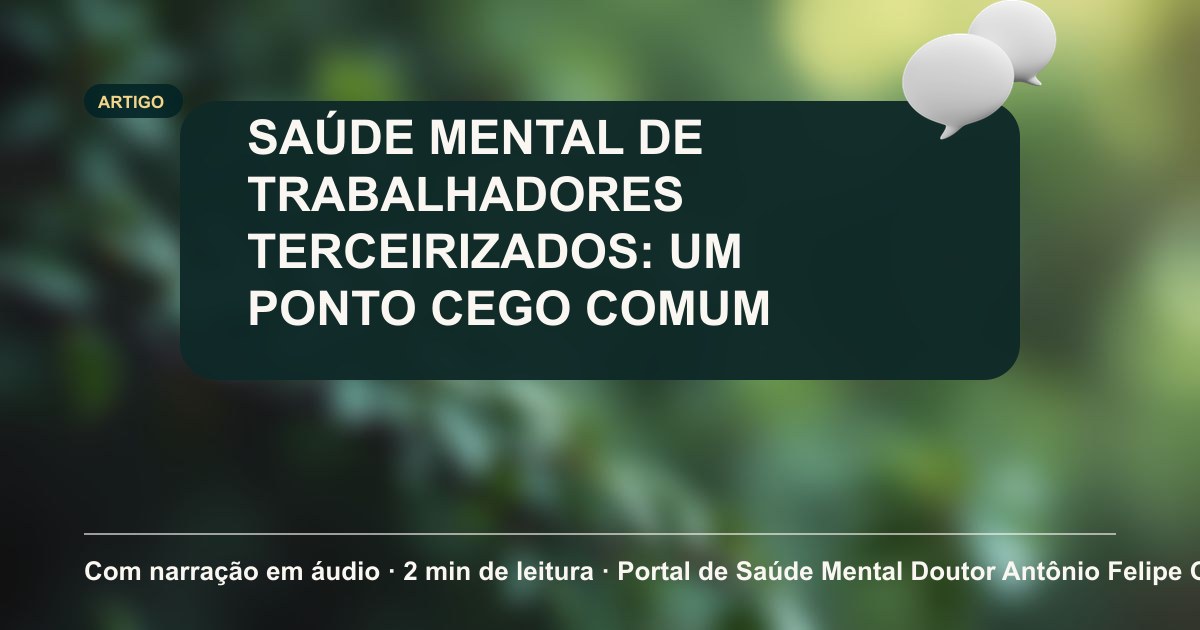 ARTIGO
SAÚDE MENTAL DE
TRABALHADORES
TERCEIRIZADOS: UM
PONTO CEGO COMUM
Com narração em áudio · 2 min de leitura · Portal de Saúde Mental Doutor Antônio Felipe